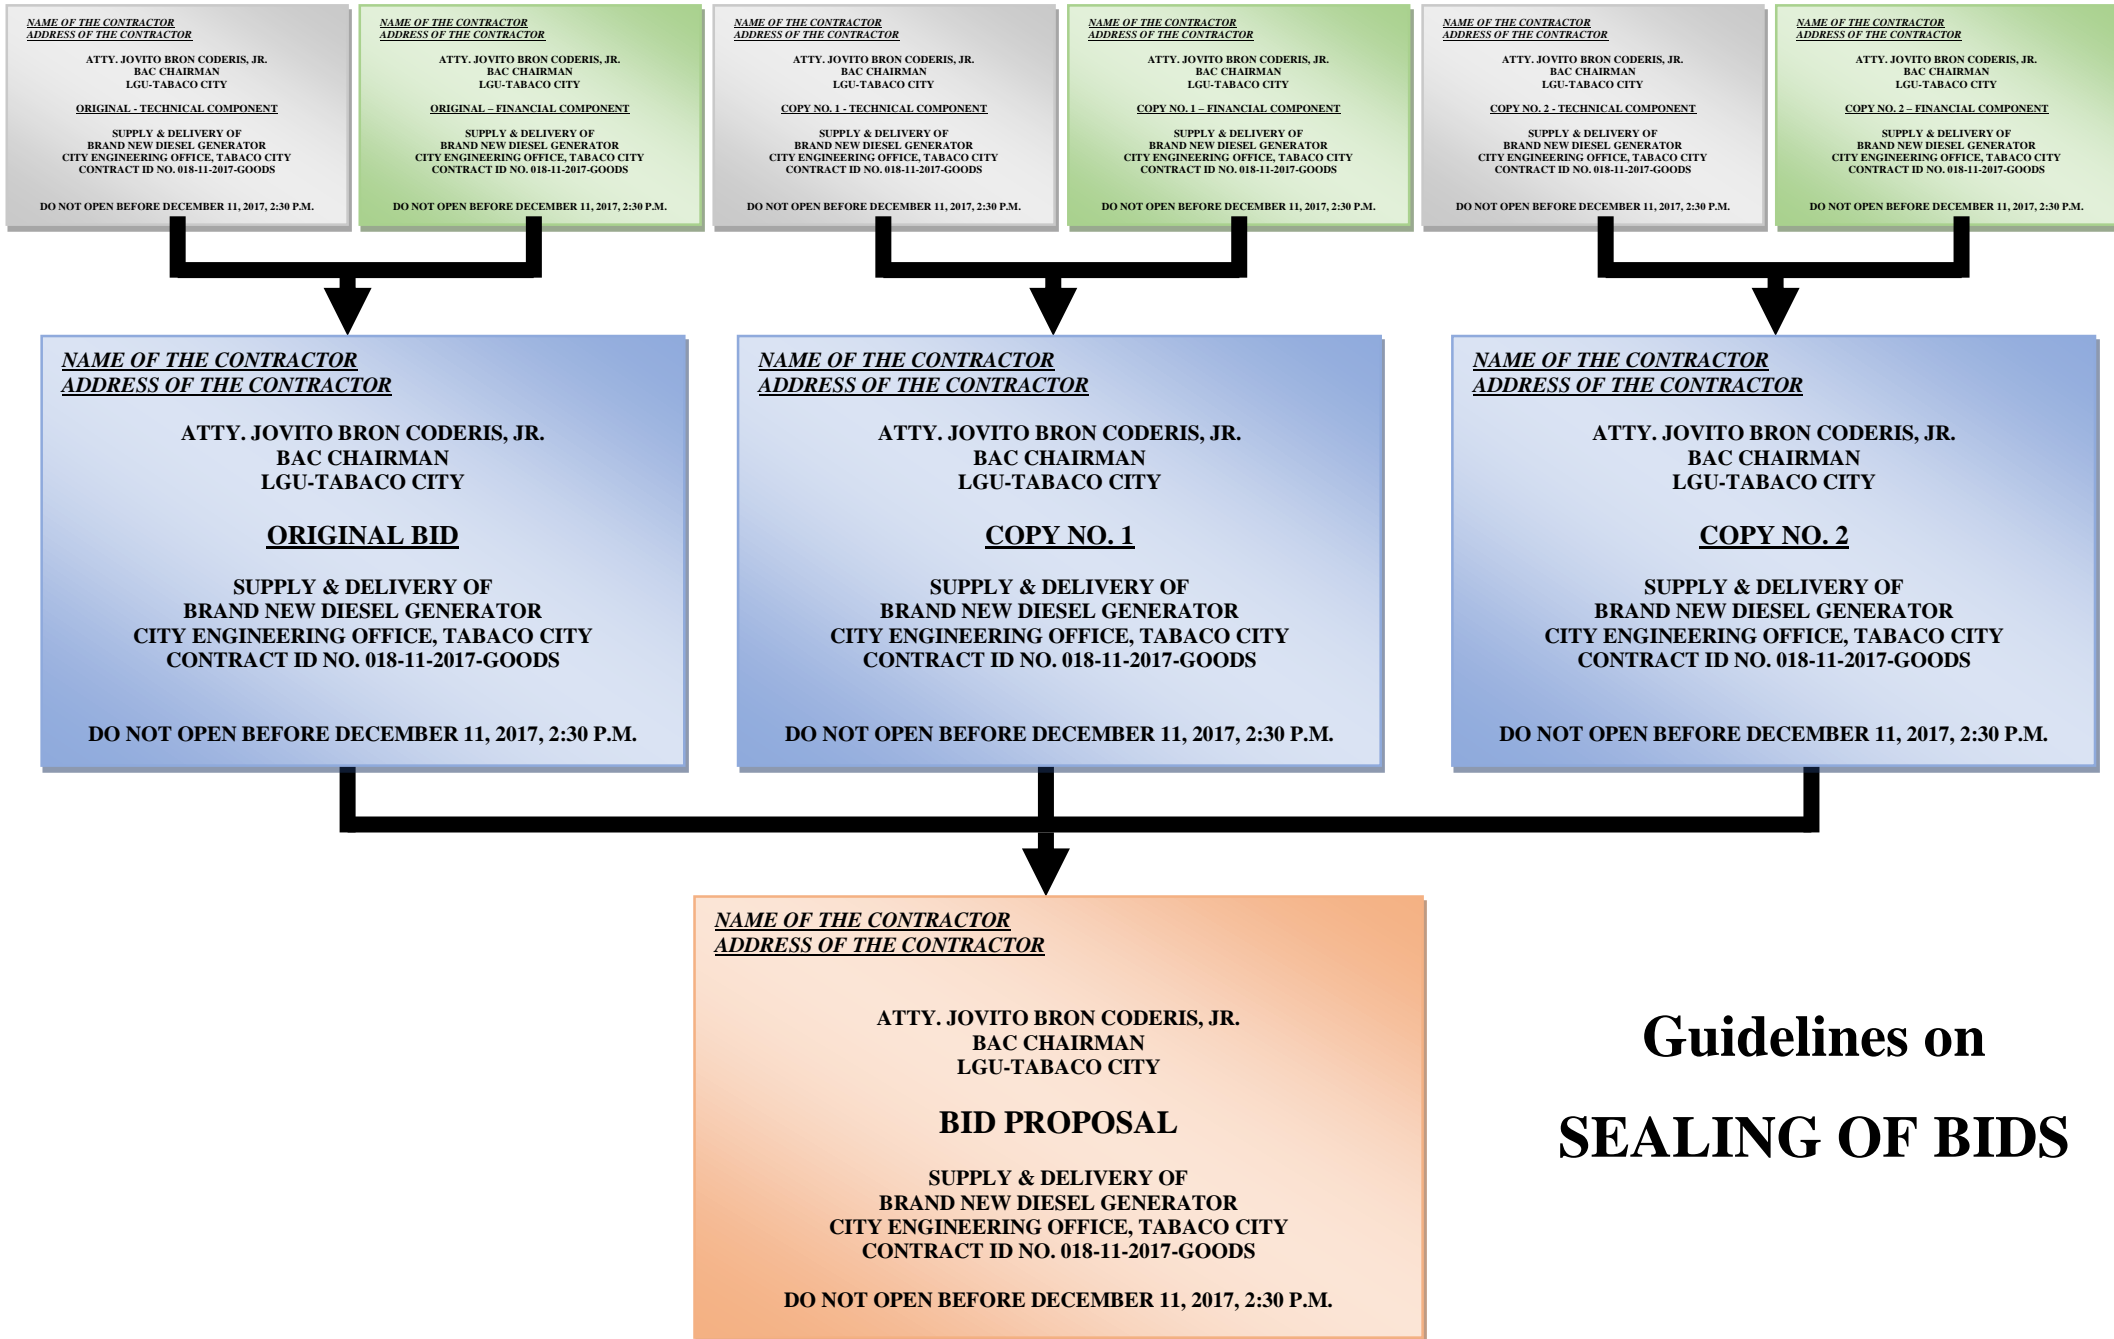 NAME OF THE CONTRACTOR
ADDRESS OF THE CONTRACTOR
ATTY. JOVITO BRON CODERIS, JR.
BAC CHAIRMAN
LGU-TABACO CITY
ORIGINAL - TECHNICAL COMPONENT
SUPPLY & DELIVERY OF
BRAND NEW DIESEL GENERATOR
CITY ENGINEERING OFFICE, TABACO CITY
CONTRACT ID NO. 018-11-2017-GOODS
DO NOT OPEN BEFORE DECEMBER 11, 2017, 2:30 P.M.
NAME OF THE CONTRACTOR
ADDRESS OF THE CONTRACTOR
ATTY. JOVITO BRON CODERIS, JR.
BAC CHAIRMAN
LGU-TABACO CITY
ORIGINAL – FINANCIAL COMPONENT
SUPPLY & DELIVERY OF
BRAND NEW DIESEL GENERATOR
CITY ENGINEERING OFFICE, TABACO CITY
CONTRACT ID NO. 018-11-2017-GOODS
DO NOT OPEN BEFORE DECEMBER 11, 2017, 2:30 P.M.
NAME OF THE CONTRACTOR
ADDRESS OF THE CONTRACTOR
ATTY. JOVITO BRON CODERIS, JR.
BAC CHAIRMAN
LGU-TABACO CITY
COPY NO. 1 - TECHNICAL COMPONENT
SUPPLY & DELIVERY OF
BRAND NEW DIESEL GENERATOR
CITY ENGINEERING OFFICE, TABACO CITY
CONTRACT ID NO. 018-11-2017-GOODS
DO NOT OPEN BEFORE DECEMBER 11, 2017, 2:30 P.M.
NAME OF THE CONTRACTOR
ADDRESS OF THE CONTRACTOR
ATTY. JOVITO BRON CODERIS, JR.
BAC CHAIRMAN
LGU-TABACO CITY
COPY NO. 1 – FINANCIAL COMPONENT
SUPPLY & DELIVERY OF
BRAND NEW DIESEL GENERATOR
CITY ENGINEERING OFFICE, TABACO CITY
CONTRACT ID NO. 018-11-2017-GOODS
DO NOT OPEN BEFORE DECEMBER 11, 2017, 2:30 P.M.
NAME OF THE CONTRACTOR
ADDRESS OF THE CONTRACTOR
ATTY. JOVITO BRON CODERIS, JR.
BAC CHAIRMAN
LGU-TABACO CITY
COPY NO. 2 - TECHNICAL COMPONENT
SUPPLY & DELIVERY OF
BRAND NEW DIESEL GENERATOR
CITY ENGINEERING OFFICE, TABACO CITY
CONTRACT ID NO. 018-11-2017-GOODS
DO NOT OPEN BEFORE DECEMBER 11, 2017, 2:30 P.M.
NAME OF THE CONTRACTOR
ADDRESS OF THE CONTRACTOR
ATTY. JOVITO BRON CODERIS, JR.
BAC CHAIRMAN
LGU-TABACO CITY
COPY NO. 2 – FINANCIAL COMPONENT
SUPPLY & DELIVERY OF
BRAND NEW DIESEL GENERATOR
CITY ENGINEERING OFFICE, TABACO CITY
CONTRACT ID NO. 018-11-2017-GOODS
DO NOT OPEN BEFORE DECEMBER 11, 2017, 2:30 P.M.
NAME OF THE CONTRACTOR
ADDRESS OF THE CONTRACTOR
ATTY. JOVITO BRON CODERIS, JR.
BAC CHAIRMAN
LGU-TABACO CITY
ORIGINAL BID
SUPPLY & DELIVERY OF
BRAND NEW DIESEL GENERATOR
CITY ENGINEERING OFFICE, TABACO CITY
CONTRACT ID NO. 018-11-2017-GOODS
DO NOT OPEN BEFORE DECEMBER 11, 2017, 2:30 P.M.
NAME OF THE CONTRACTOR
ADDRESS OF THE CONTRACTOR
ATTY. JOVITO BRON CODERIS, JR.
BAC CHAIRMAN
LGU-TABACO CITY
COPY NO. 1
SUPPLY & DELIVERY OF
BRAND NEW DIESEL GENERATOR
CITY ENGINEERING OFFICE, TABACO CITY
CONTRACT ID NO. 018-11-2017-GOODS
DO NOT OPEN BEFORE DECEMBER 11, 2017, 2:30 P.M.
NAME OF THE CONTRACTOR
ADDRESS OF THE CONTRACTOR
ATTY. JOVITO BRON CODERIS, JR.
BAC CHAIRMAN
LGU-TABACO CITY
COPY NO. 2
SUPPLY & DELIVERY OF
BRAND NEW DIESEL GENERATOR
CITY ENGINEERING OFFICE, TABACO CITY
CONTRACT ID NO. 018-11-2017-GOODS
DO NOT OPEN BEFORE DECEMBER 11, 2017, 2:30 P.M.
NAME OF THE CONTRACTOR
ADDRESS OF THE CONTRACTOR
ATTY. JOVITO BRON CODERIS, JR.
BAC CHAIRMAN
LGU-TABACO CITY
BID PROPOSAL
SUPPLY & DELIVERY OF
BRAND NEW DIESEL GENERATOR
CITY ENGINEERING OFFICE, TABACO CITY
CONTRACT ID NO. 018-11-2017-GOODS
DO NOT OPEN BEFORE DECEMBER 11, 2017, 2:30 P.M.
Guidelines on
SEALING OF BIDS